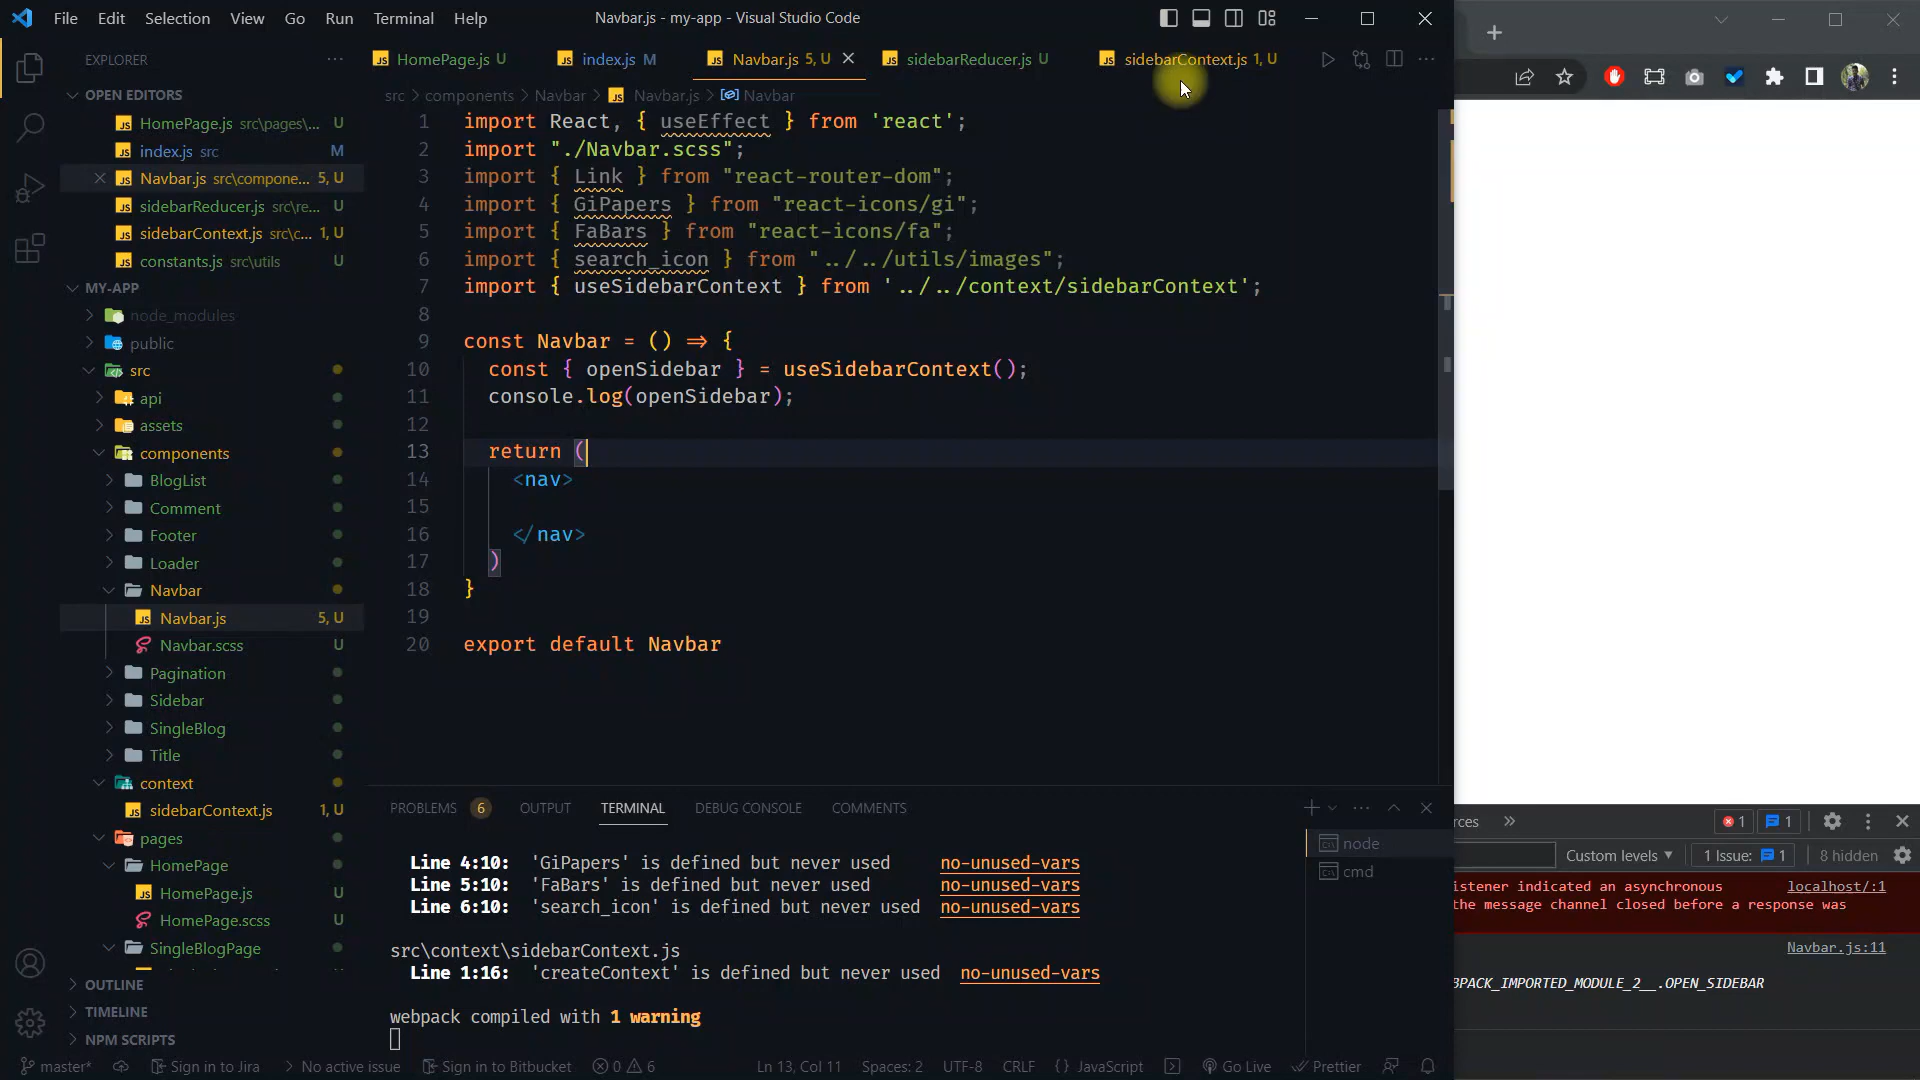 File Edit Selection View Go Run Terminal Help
Navbar.js - my-app - Visual Studio Code
EXPLORER
OPEN EDITORS
HomePage.js src\pages\... U
index.js src M
Navbar.js src\compone... 5, U
sidebarReducer.js src\re... U
sidebarContext.js src\c... 1, U
constants.js src\utils U
MY-APP
node_modules
public
src
api
assets
components
BlogList
Comment
Footer
Loader
Navbar
Navbar.js 5, U
Navbar.scss U
Pagination
Sidebar
SingleBlog
Title
context
sidebarContext.js 1, U
pages
HomePage
HomePage.js U
HomePage.scss U
SingleBlogPage
OUTLINE
TIMELINE
NPM SCRIPTS
HomePage.js U index.js M Navbar.js 5, U sidebarReducer.js U sidebarContext.js 1, U
src > components > Navbar > Navbar.js > Navbar
1 import React, { useEffect } from 'react';
2 import "./Navbar.scss";
3 import { Link } from "react-router-dom";
4 import { GiPapers } from "react-icons/gi";
5 import { FaBars } from "react-icons/fa";
6 import { search_icon } from "../../utils/images";
7 import { useSidebarContext } from '../../context/sidebarContext';
8
9 const Navbar = () => {
10 const { openSidebar } = useSidebarContext();
11 console.log(openSidebar);
12
13 return (
14 <nav>
15
16 </nav>
17 )
18 }
19
20 export default Navbar
PROBLEMS 6 OUTPUT TERMINAL DEBUG CONSOLE COMMENTS
node
cmd
Line 4:10: 'GiPapers' is defined but never used no-unused-vars
Line 5:10: 'FaBars' is defined but never used no-unused-vars
Line 6:10: 'search_icon' is defined but never used no-unused-vars
src\context\sidebarContext.js
Line 1:16: 'createContext' is defined but never used no-unused-vars
webpack compiled with 1 warning
master* Sign in to Jira No active issue Sign in to Bitbucket 0 6 Ln 13, Col 11 Spaces: 2 UTF-8 CRLF {} JavaScript Go Live Prettier
rces » 1 1
Custom levels 1 Issue: 1 8 hidden
istener indicated an asynchronous localhost/:1
the message channel closed before a response was
Navbar.js:11
BPACK_IMPORTED_MODULE_2__.OPEN_SIDEBAR